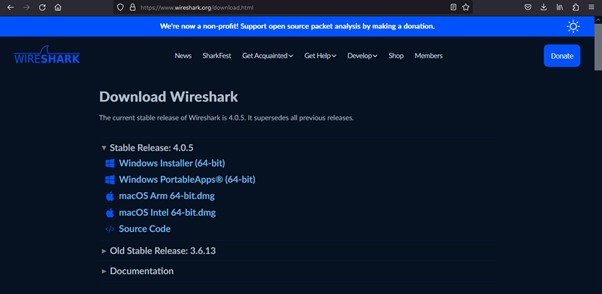 https://www.wireshark.org/download.html
We're now a non-profit! Support open source packet analysis by making a donation.
WIRESHARK
News SharkFest Get Acquainted Get Help Develop Shop Members Donate
Download Wireshark
The current stable release of Wireshark is 4.0.5. It supersedes all previous releases.
Stable Release: 4.0.5
Windows Installer (64-bit)
Windows PortableApps® (64-bit)
macOS Arm 64-bit.dmg
macOS Intel 64-bit.dmg
</> Source Code
Old Stable Release: 3.6.13
Documentation